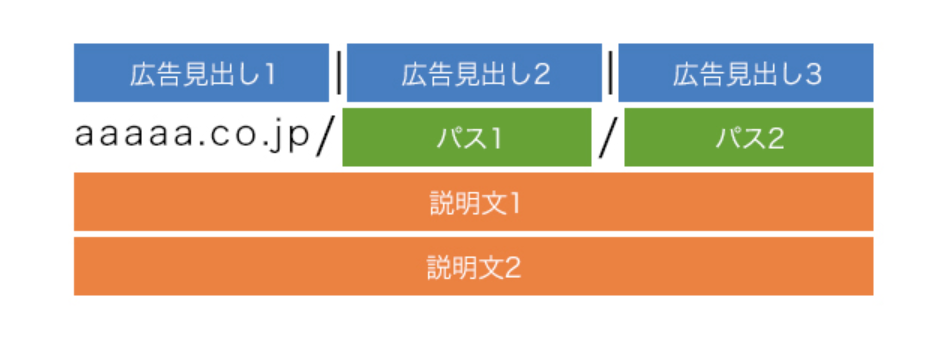 広告見出し1 | 広告見出し2 | 広告見出し3
aaaaa.co.jp/ パス1 / パス2
説明文1
説明文2